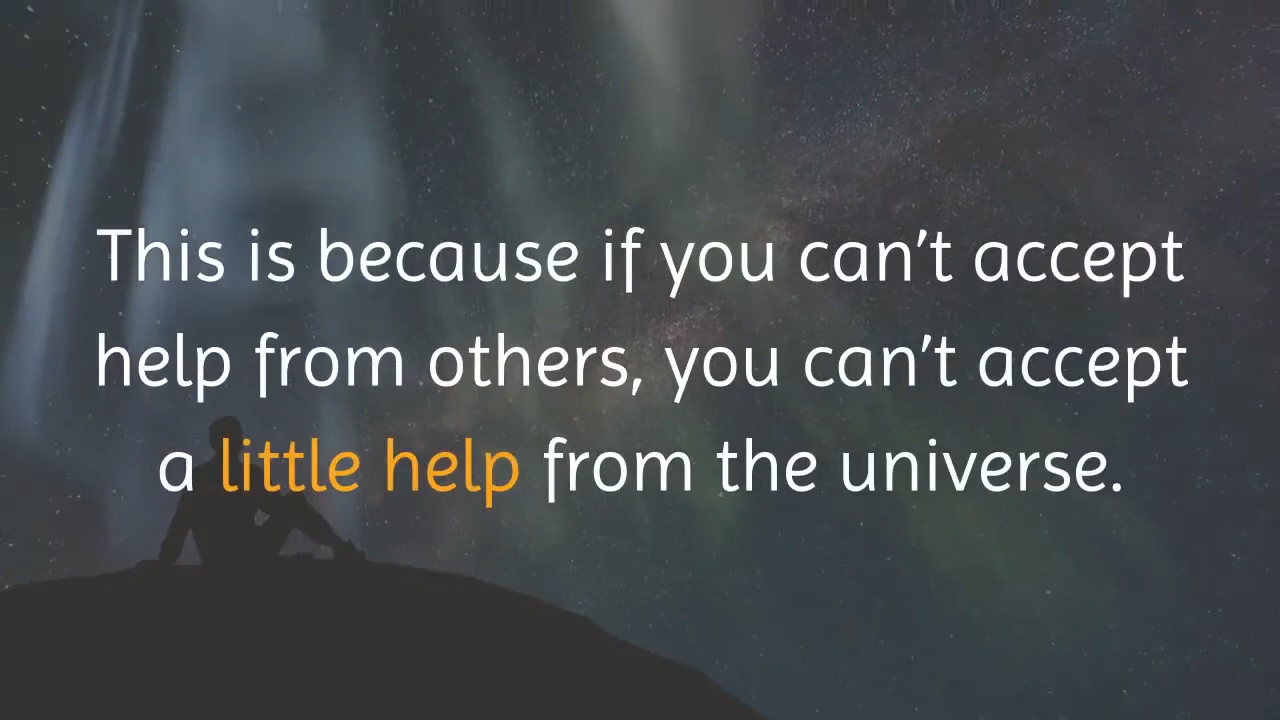 This is because if you can't accept
help from others, you can't accept
a little help from the universe.